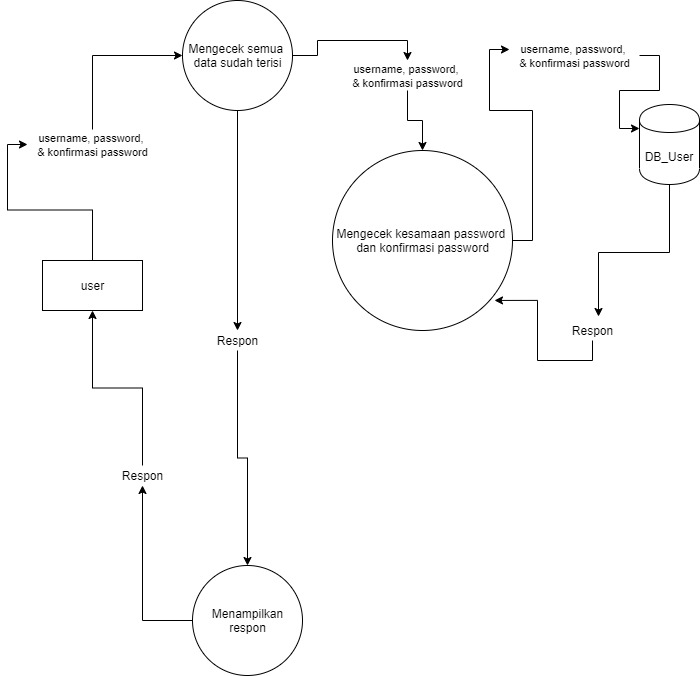 Mengecek semua
data sudah terisi
username, password,
& konfirmasi password
username, password,
& konfirmasi password
username, password,
& konfirmasi password
DB_User
Mengecek kesamaan password
dan konfirmasi password
user
Respon
Respon
Respon
Menampilkan
respon